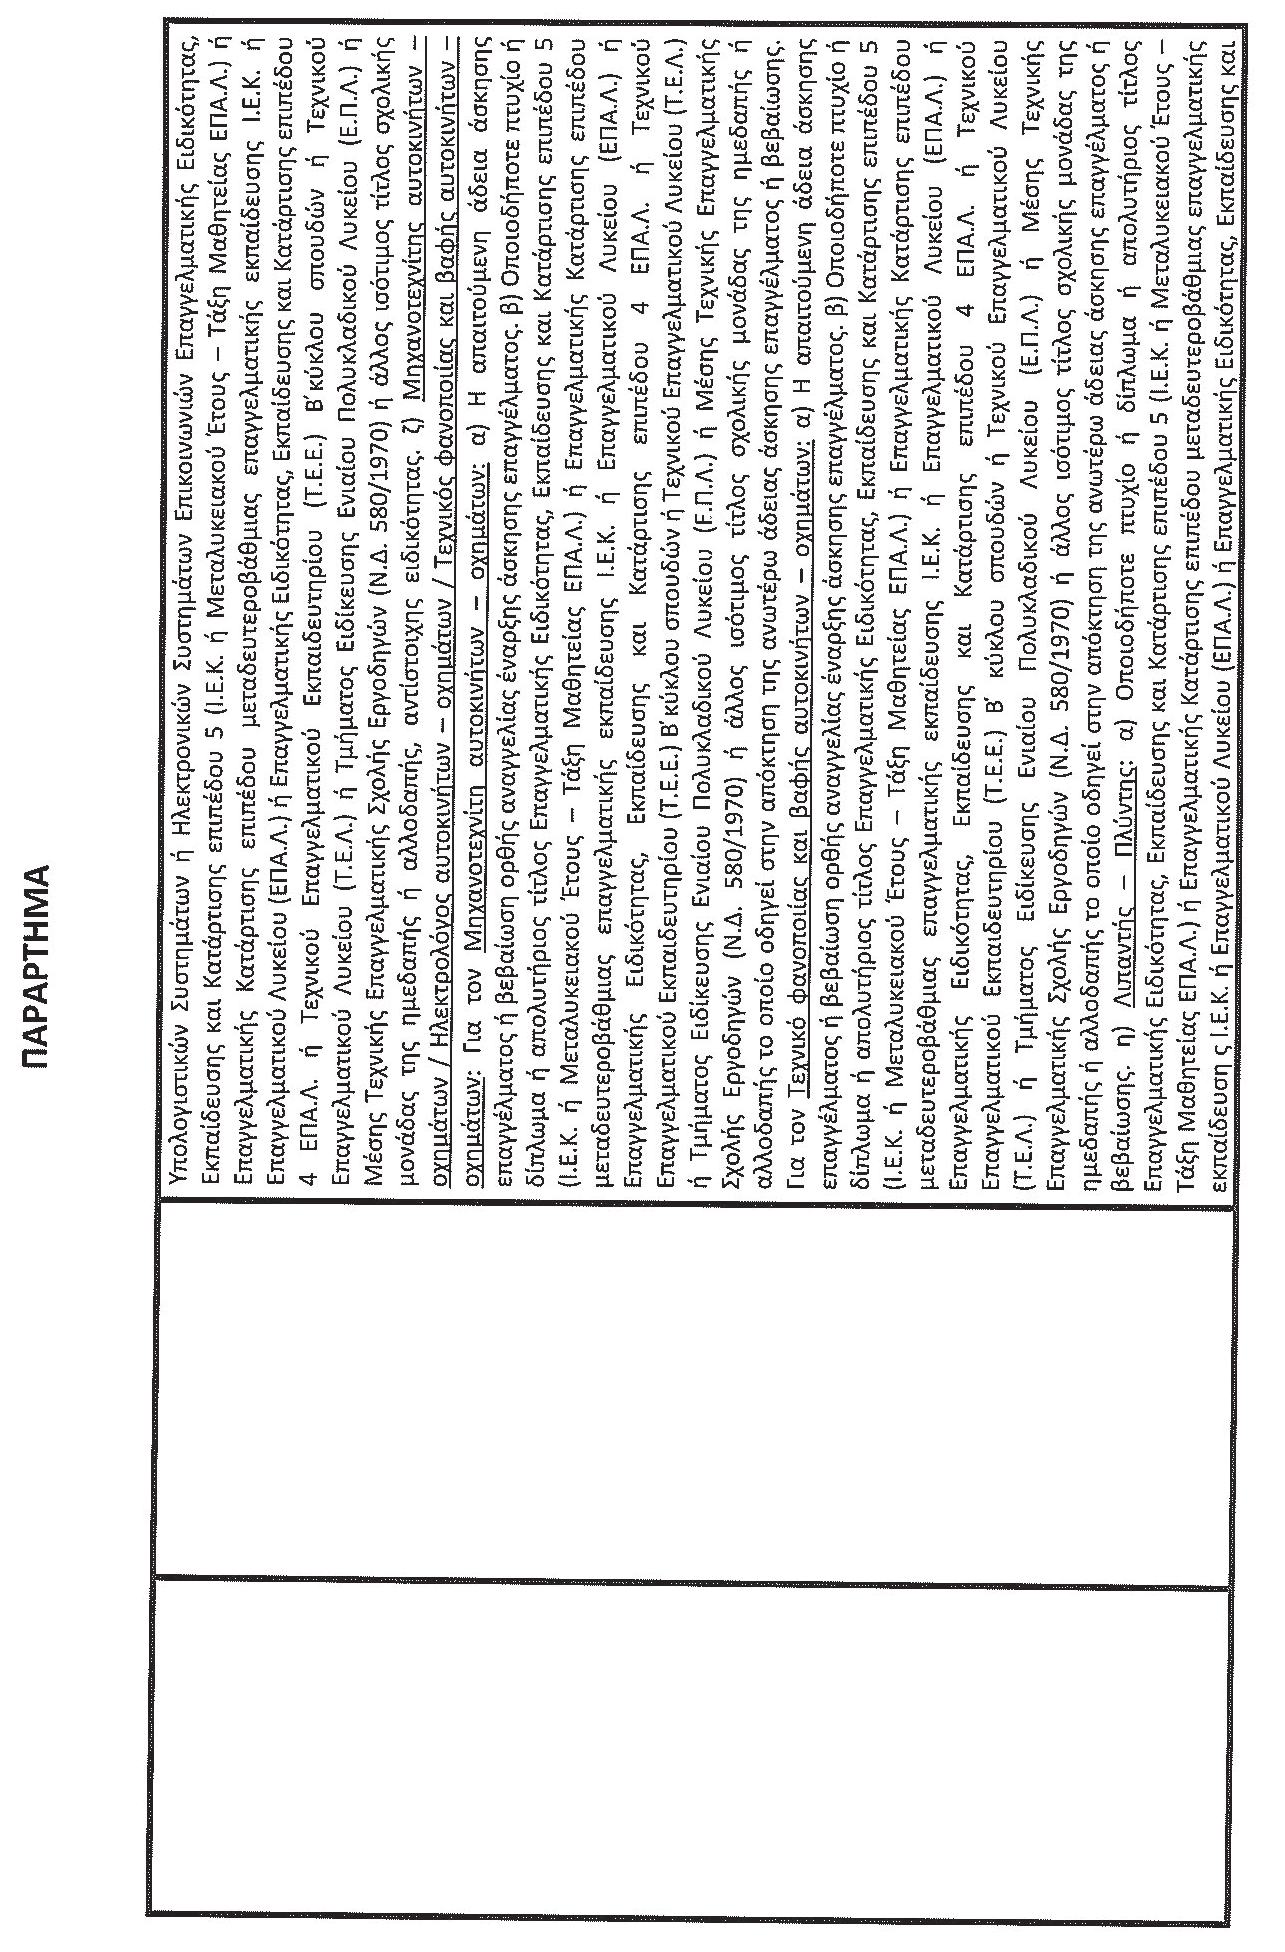 ΠΑΡΑΡΤΗΜΑ
Υπολογιστικών Συστημάτων ή Ηλεκτρονικών Συστημάτων Επικοινωνιών Επαγγελματικής Ειδικότητας,
Εκπαίδευσης και Κατάρτισης επιπέδου 5 (Ι.Ε.Κ. ή Μεταλυκειακού Έτους – Τάξη Μαθητείας ΕΠΑ.Λ.) ή
Επαγγελματικής Κατάρτισης επιπέδου μεταδευτεροβάθμιας επαγγελματικής εκπαίδευσης Ι.Ε.Κ. ή
Επαγγελματικού Λυκείου (ΕΠΑ.Λ.) ή Επαγγελματικής Ειδικότητας, Εκπαίδευσης και Κατάρτισης επιπέδου
4 ΕΠΑ.Λ. ή Τεχνικού Επαγγελματικού Εκπαιδευτηρίου (Τ.Ε.Ε.) Β΄κύκλου σπουδών ή Τεχνικού
Επαγγελματικού Λυκείου (Τ.Ε.Λ.) ή Τμήματος Ειδίκευσης Ενιαίου Πολυκλαδικού Λυκείου (Ε.Π.Λ.) ή
Μέσης Τεχνικής Επαγγελματικής Σχολής Εργοδηγών (Ν.Δ. 580/1970) ή άλλος ισότιμος τίτλος σχολικής
μονάδας της ημεδαπής ή αλλοδαπής, αντίστοιχης ειδικότητας. ζ) Μηχανοτεχνίτης αυτοκινήτων –
οχημάτων / Ηλεκτρολόγος αυτοκινήτων – οχημάτων / Τεχνικός φανοποιίας και βαφής αυτοκινήτων –
οχημάτων: Για τον Μηχανοτεχνίτη αυτοκινήτων – οχημάτων: α) Η απαιτούμενη άδεια άσκησης
επαγγέλματος ή βεβαίωση ορθής αναγγελίας έναρξης άσκησης επαγγέλματος. β) Οποιοδήποτε πτυχίο ή
δίπλωμα ή απολυτήριος τίτλος Επαγγελματικής Ειδικότητας, Εκπαίδευσης και Κατάρτισης επιπέδου 5
(Ι.Ε.Κ. ή Μεταλυκειακού Έτους – Τάξη Μαθητείας ΕΠΑ.Λ.) ή Επαγγελματικής Κατάρτισης επιπέδου
μεταδευτεροβάθμιας επαγγελματικής εκπαίδευσης Ι.Ε.Κ. ή Επαγγελματικού Λυκείου (ΕΠΑ.Λ.) ή
Επαγγελματικής Ειδικότητας, Εκπαίδευσης και Κατάρτισης επιπέδου 4 ΕΠΑ.Λ. ή Τεχνικού
Επαγγελματικού Εκπαιδευτηρίου (Τ.Ε.Ε.) Β΄κύκλου σπουδών ή Τεχνικού Επαγγελματικού Λυκείου (Τ.Ε.Λ.)
ή Τμήματος Ειδίκευσης Ενιαίου Πολυκλαδικού Λυκείου (Ε.Π.Λ.) ή Μέσης Τεχνικής Επαγγελματικής
Σχολής Εργοδηγών (Ν.Δ. 580/1970) ή άλλος ισότιμος τίτλος σχολικής μονάδας της ημεδαπής ή
αλλοδαπής το οποίο οδηγεί στην απόκτηση της ανωτέρω άδειας άσκησης επαγγέλματος ή βεβαίωσης.
Για τον Τεχνικό φανοποιίας και βαφής αυτοκινήτων – οχημάτων: α) Η απαιτούμενη άδεια άσκησης
επαγγέλματος ή βεβαίωση ορθής αναγγελίας έναρξης άσκησης επαγγέλματος. β) Οποιοδήποτε πτυχίο ή
δίπλωμα ή απολυτήριος τίτλος Επαγγελματικής Ειδικότητας, Εκπαίδευσης και Κατάρτισης επιπέδου 5
(Ι.Ε.Κ. ή Μεταλυκειακού Έτους – Τάξη Μαθητείας ΕΠΑ.Λ.) ή Επαγγελματικής Κατάρτισης επιπέδου
μεταδευτεροβάθμιας επαγγελματικής εκπαίδευσης Ι.Ε.Κ. ή Επαγγελματικού Λυκείου (ΕΠΑ.Λ.) ή
Επαγγελματικής Ειδικότητας, Εκπαίδευσης και Κατάρτισης επιπέδου 4 ΕΠΑ.Λ. ή Τεχνικού
Επαγγελματικού Εκπαιδευτηρίου (Τ.Ε.Ε.) Β΄ κύκλου σπουδών ή Τεχνικού Επαγγελματικού Λυκείου
(Τ.Ε.Λ.) ή Τμήματος Ειδίκευσης Ενιαίου Πολυκλαδικού Λυκείου (Ε.Π.Λ.) ή Μέσης Τεχνικής
Επαγγελματικής Σχολής Εργοδηγών (Ν.Δ. 580/1970) ή άλλος ισότιμος τίτλος σχολικής μονάδας της
ημεδαπής ή αλλοδαπής το οποίο οδηγεί στην απόκτηση της ανωτέρω άδειας άσκησης επαγγέλματος ή
βεβαίωσης. η) Λιπαντής – Πλύντης: α) Οποιοδήποτε πτυχίο ή δίπλωμα ή απολυτήριος τίτλος
Επαγγελματικής Ειδικότητας, Εκπαίδευσης και Κατάρτισης επιπέδου 5 (Ι.Ε.Κ. ή Μεταλυκειακού Έτους –
Τάξη Μαθητείας ΕΠΑ.Λ.) ή Επαγγελματικής Κατάρτισης επιπέδου μεταδευτεροβάθμιας επαγγελματικής
εκπαίδευση ς Ι.Ε.Κ. ή Επαγγελματικού Λυκείου (ΕΠΑ.Λ.) ή Επαγγελματικής Ειδικότητας, Εκπαίδευσης και